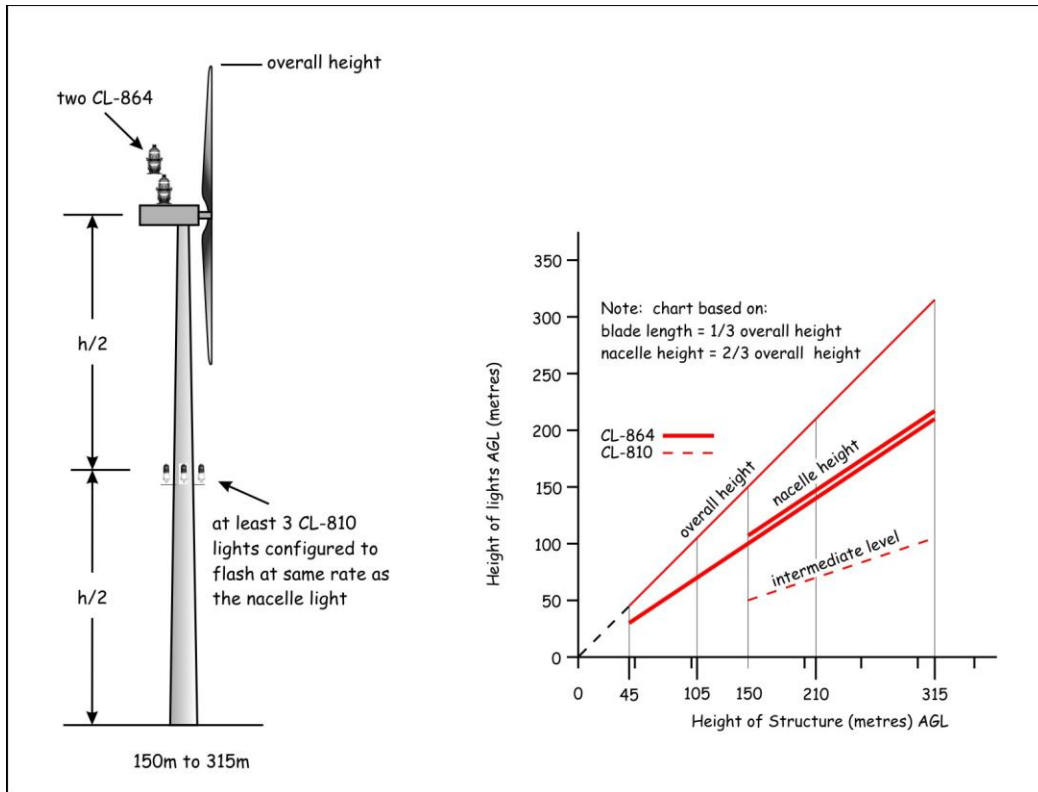 overall height
two CL-864
h/2
at least 3 CL-810
lights configured to
flash at same rate as
the nacelle light
h/2
150m to 315m
350
300
250
200
150
100
50
0
Height of lights AGL (metres)
Note: chart based on:
blade length = 1/3 overall height
nacelle height = 2/3 overall height
CL-864
CL-810
overall height
nacelle height
intermediate level
0
45
105
150
210
315
Height of Structure (metres) AGL